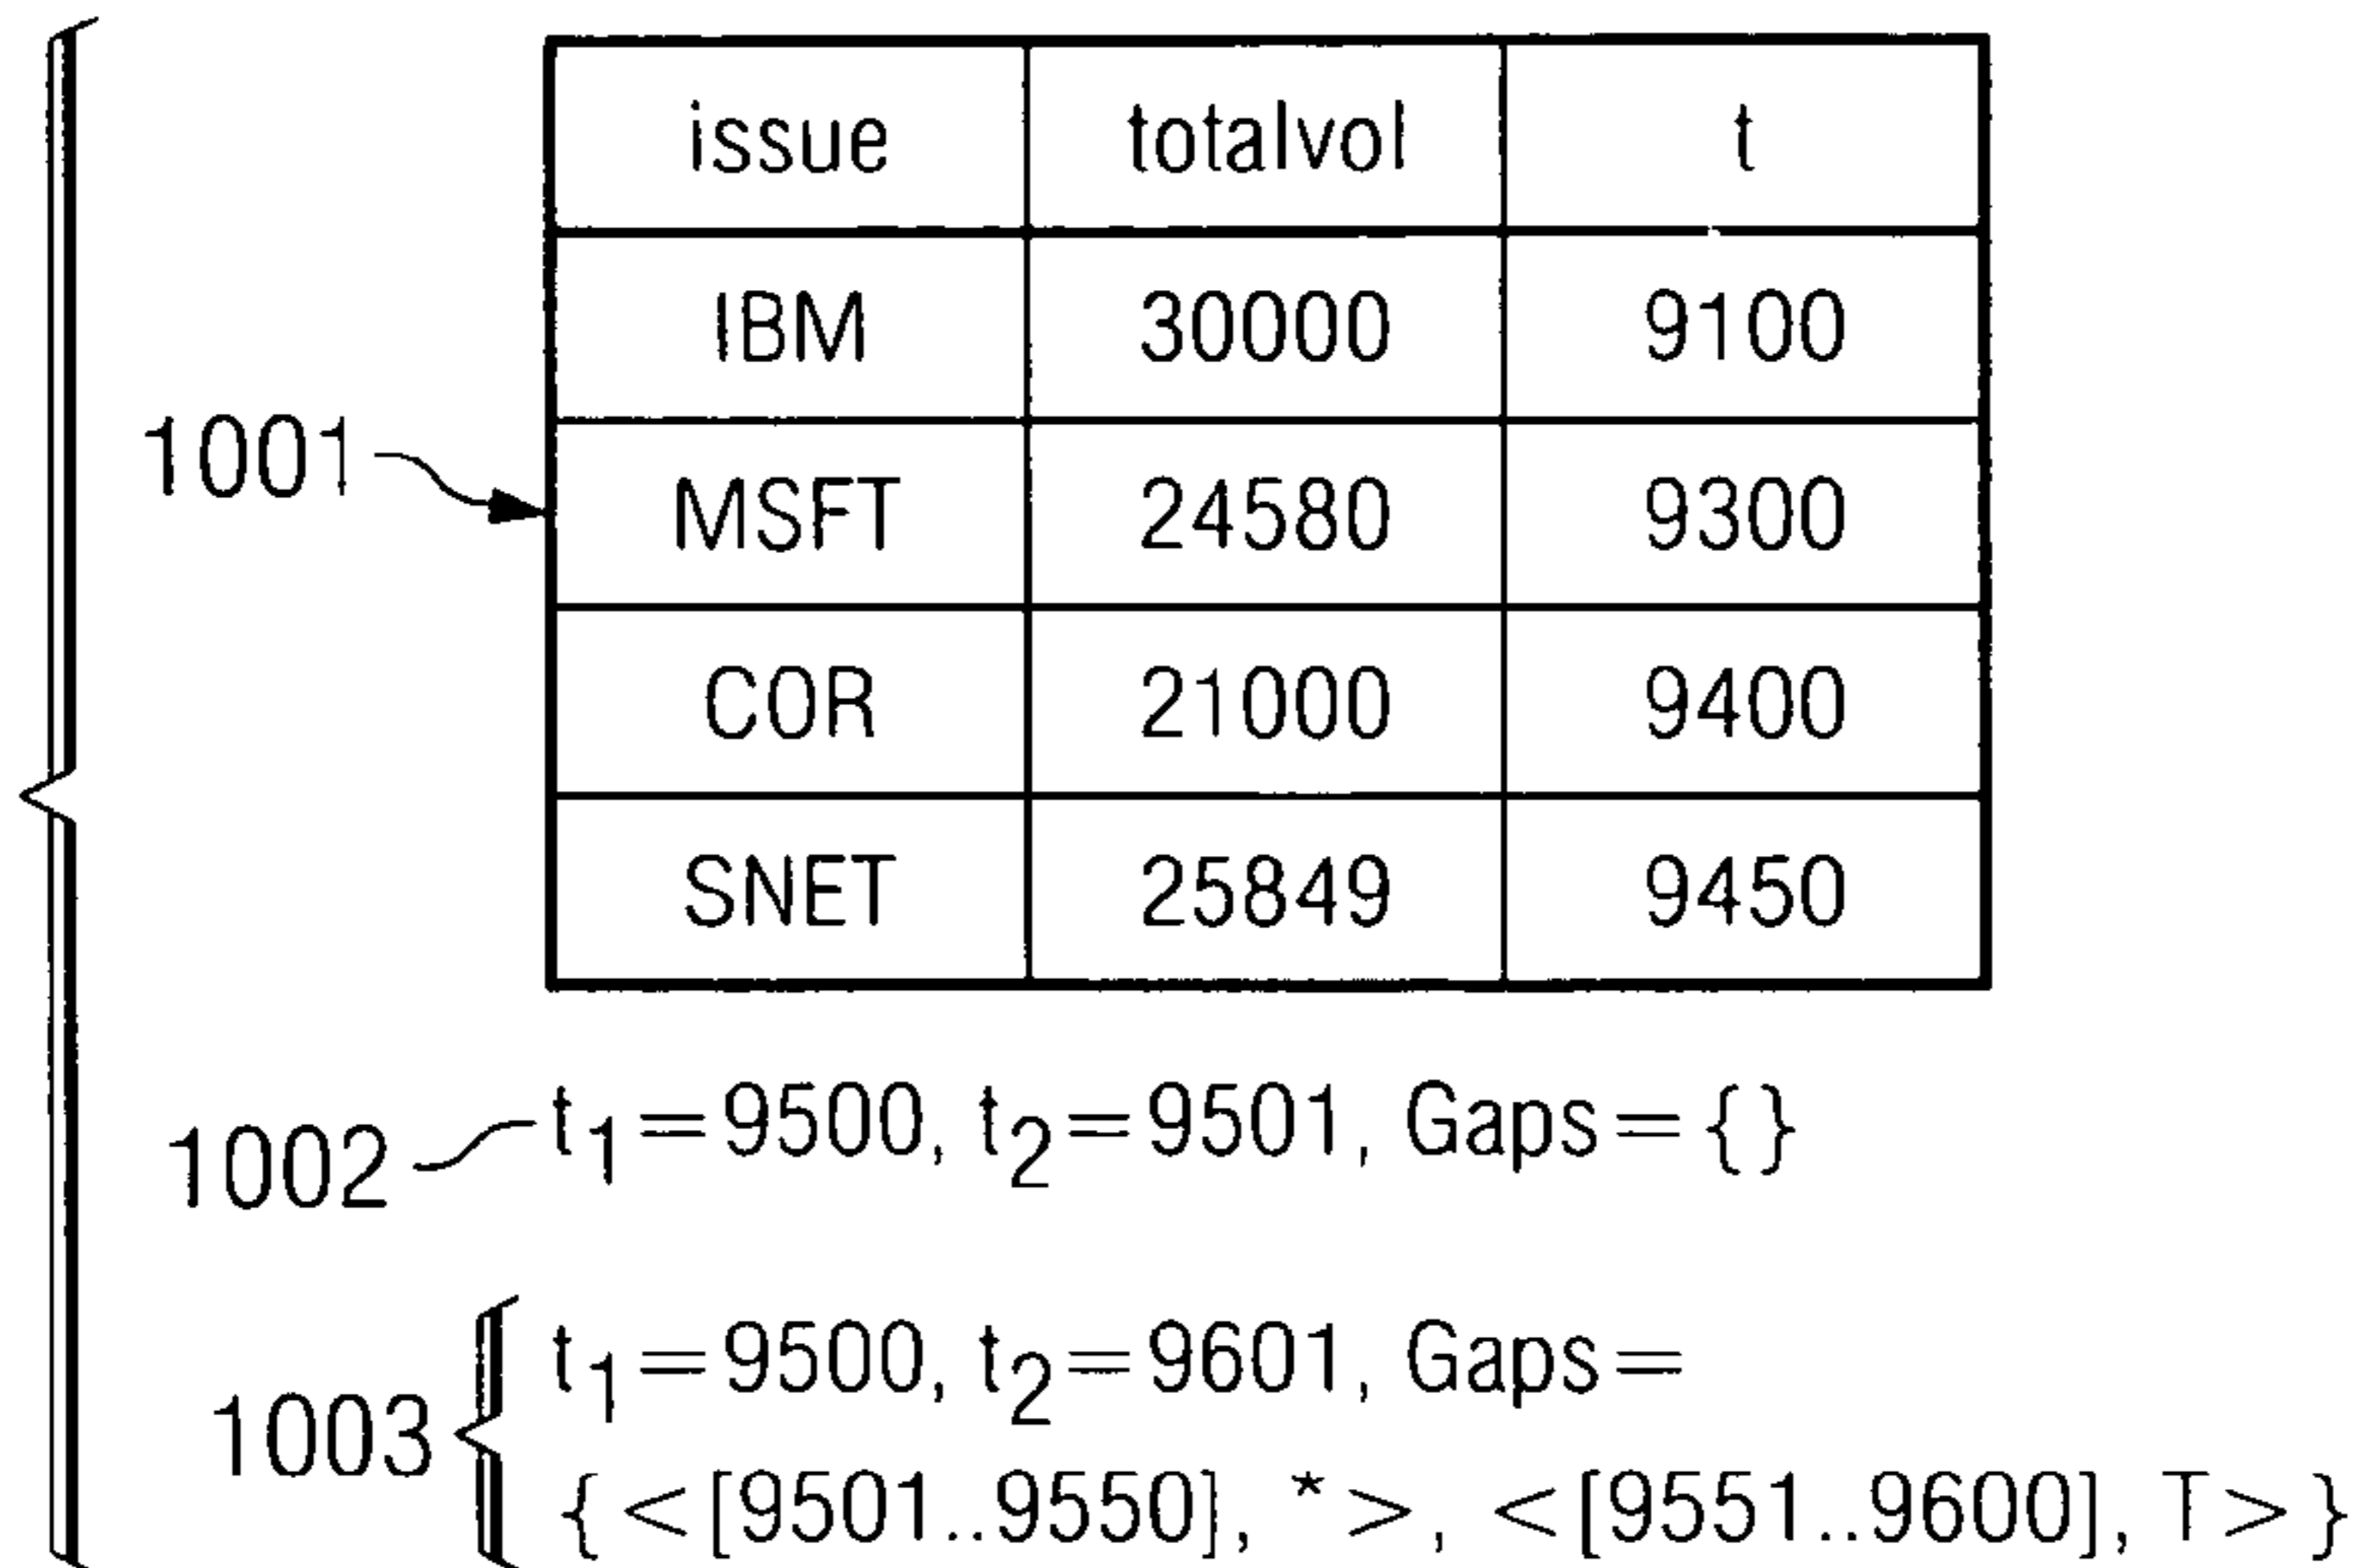 issue totalvol t
IBM 30000 9100
1001 MSFT 24580 9300
COR 21000 9400
SNET 25849 9450
1002 t₁=9500, t₂=9501, Gaps={}
1003 t₁=9500, t₂=9601, Gaps=
{<[9501..9550], *>, <[9551..9600], T>}